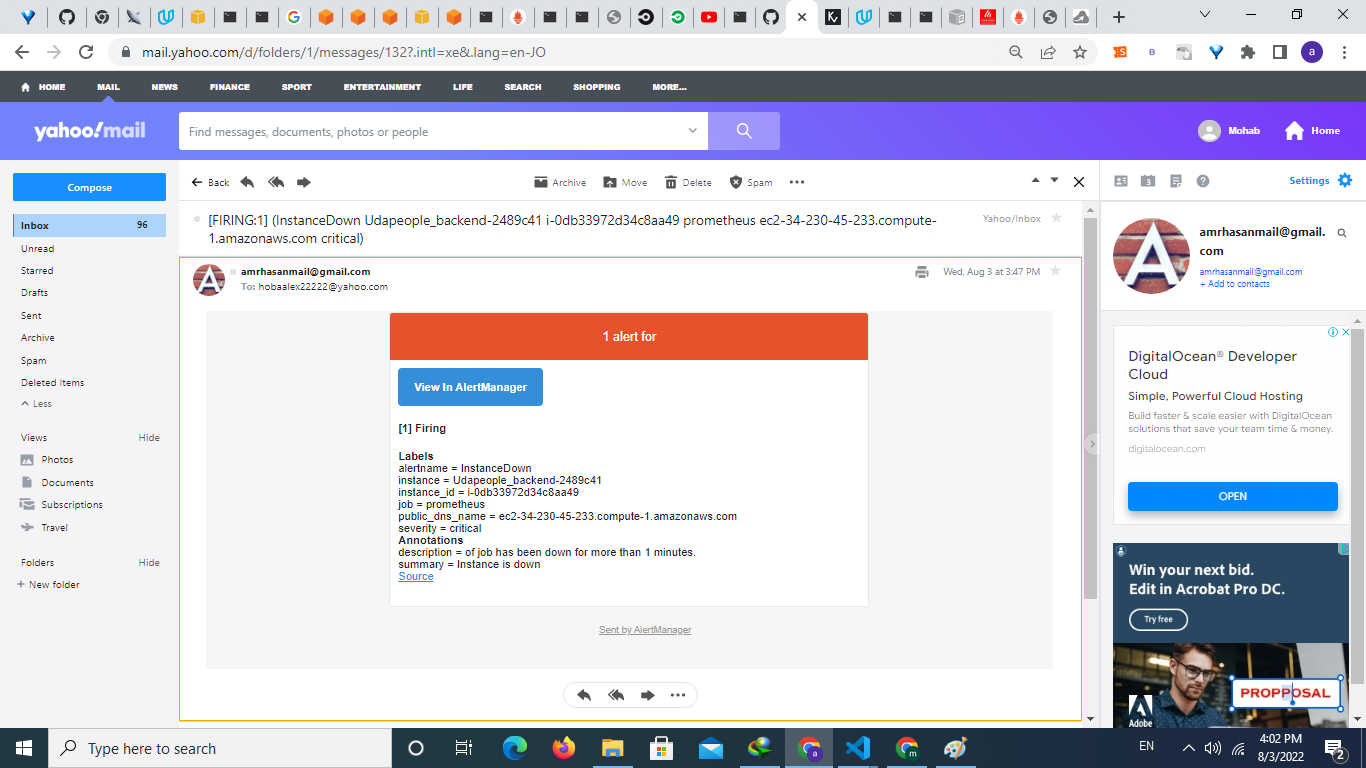 mail.yahoo.com/d/folders/1/messages/132?.intl=xe&.lang=en-JO
B
a
HOME
MAIL
NEWS
FINANCE
SPORT
ENTERTAINMENT
LIFE
SEARCH
SHOPPING
MORE...
yahoo!mail
Find messages, documents, photos or people
Mohab
Home
Compose
Inbox 96
Unread
Starred
Drafts
Sent
Archive
Spam
Deleted Items
Less
Views Hide
Photos
Documents
Subscriptions
Travel
Folders Hide
+ New folder
Back
Archive
Move
Delete
Spam
[FIRING:1] (InstanceDown Udapeople_backend-2489c41 i-0db33972d34c8aa49 prometheus ec2-34-230-45-233.compute-
1.amazonaws.com critical)
Yahoo/Inbox
amrhasanmail@gmail.com
To: hobaalex22222@yahoo.com
Wed, Aug 3 at 3:47 PM
1 alert for
View In AlertManager
[1] Firing
Labels
alertname = InstanceDown
instance = Udapeople_backend-2489c41
instance_id = i-0db33972d34c8aa49
job = prometheus
public_dns_name = ec2-34-230-45-233.compute-1.amazonaws.com
severity = critical
Annotations
description = of job has been down for more than 1 minutes.
summary = Instance is down
Source
Sent by AlertManager
3
Settings
A
amrhasanmail@gmail.
com
amrhasanmail@gmail.com
+ Add to contacts
DigitalOcean® Developer
Cloud
Simple, Powerful Cloud Hosting
Build faster & scale easier with DigitalOcean
solutions that save your team time & money.
digitalocean.com
OPEN
Win your next bid.
Edit in Acrobat Pro DC.
Try free
PROPPOSAL
Adobe
Type here to search
EN
4:02 PM
8/3/2022
2